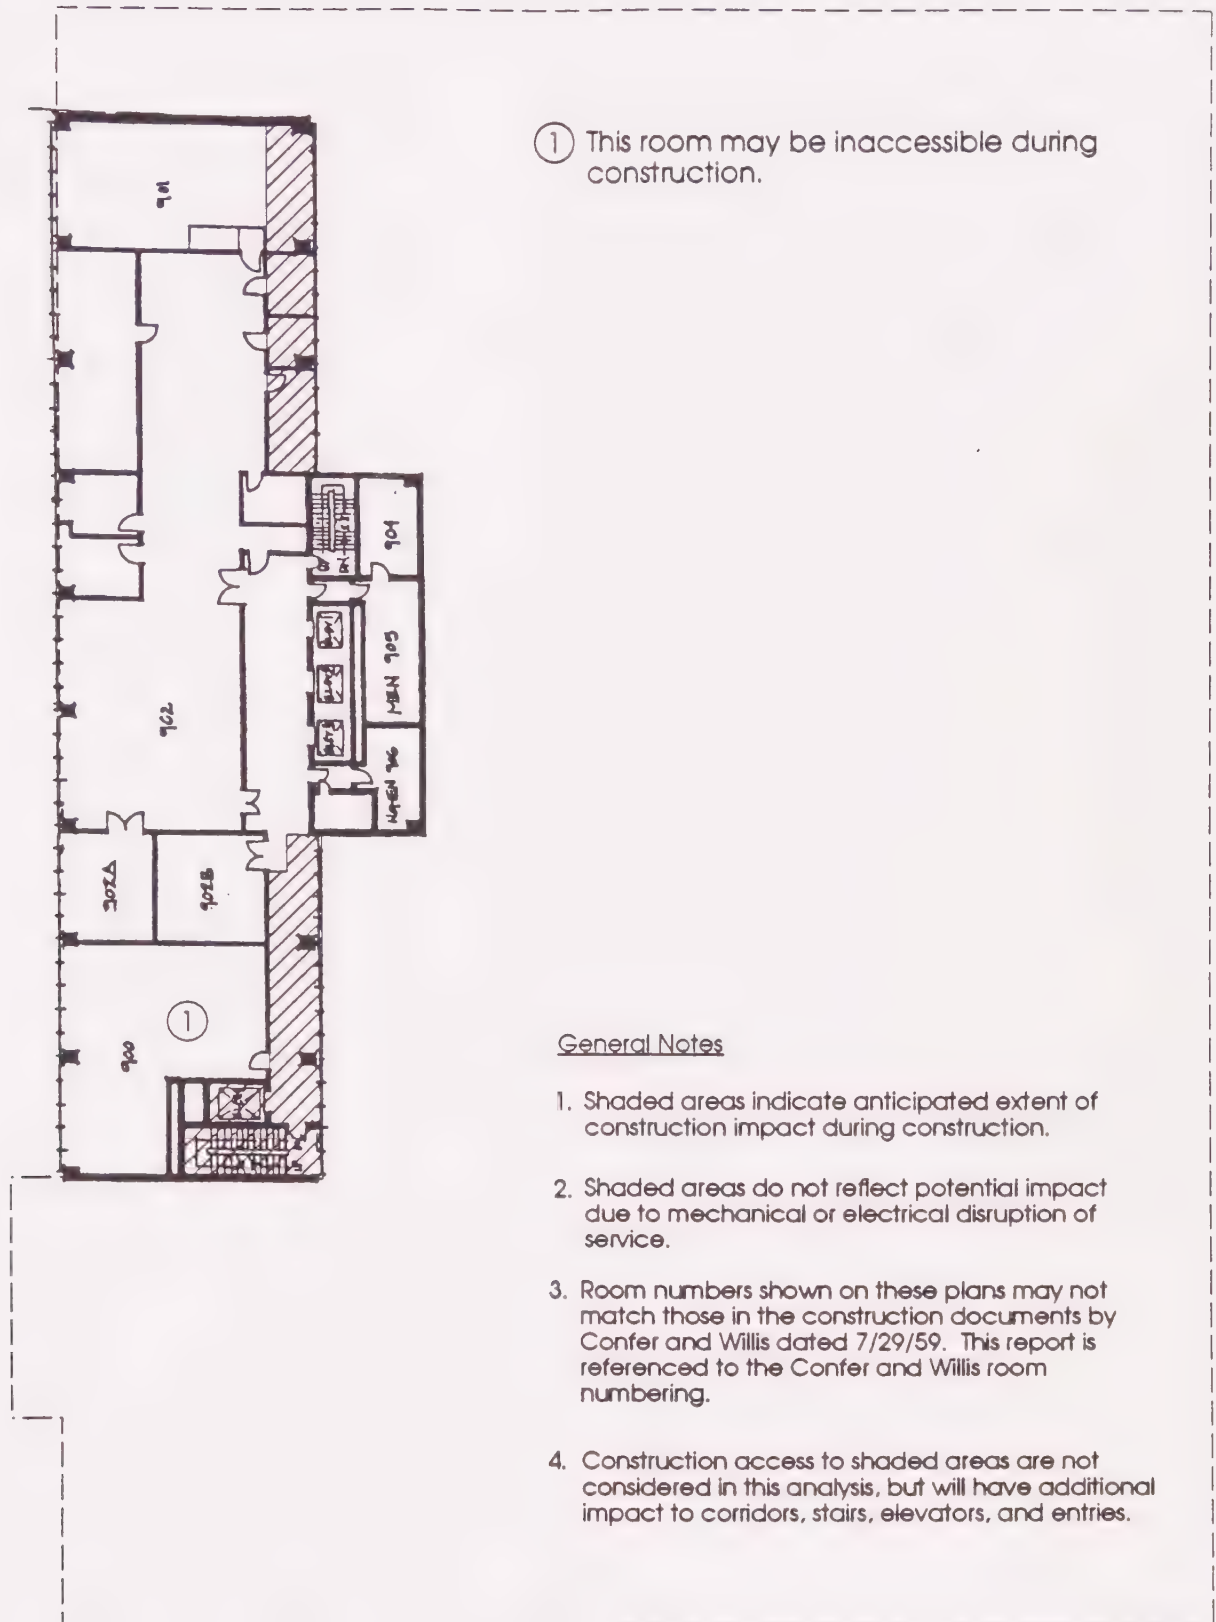 1 This room may be inaccessible during
construction.
901
904
MEN 905
902
902A
902B
1
900
General Notes
1. Shaded areas indicate anticipated extent of
construction impact during construction.
2. Shaded areas do not reflect potential impact
due to mechanical or electrical disruption of
service.
3. Room numbers shown on these plans may not
match those in the construction documents by
Confer and Willis dated 7/29/59. This report is
referenced to the Confer and Willis room
numbering.
4. Construction access to shaded areas are not
considered in this analysis, but will have additional
impact to corridors, stairs, elevators, and entries.